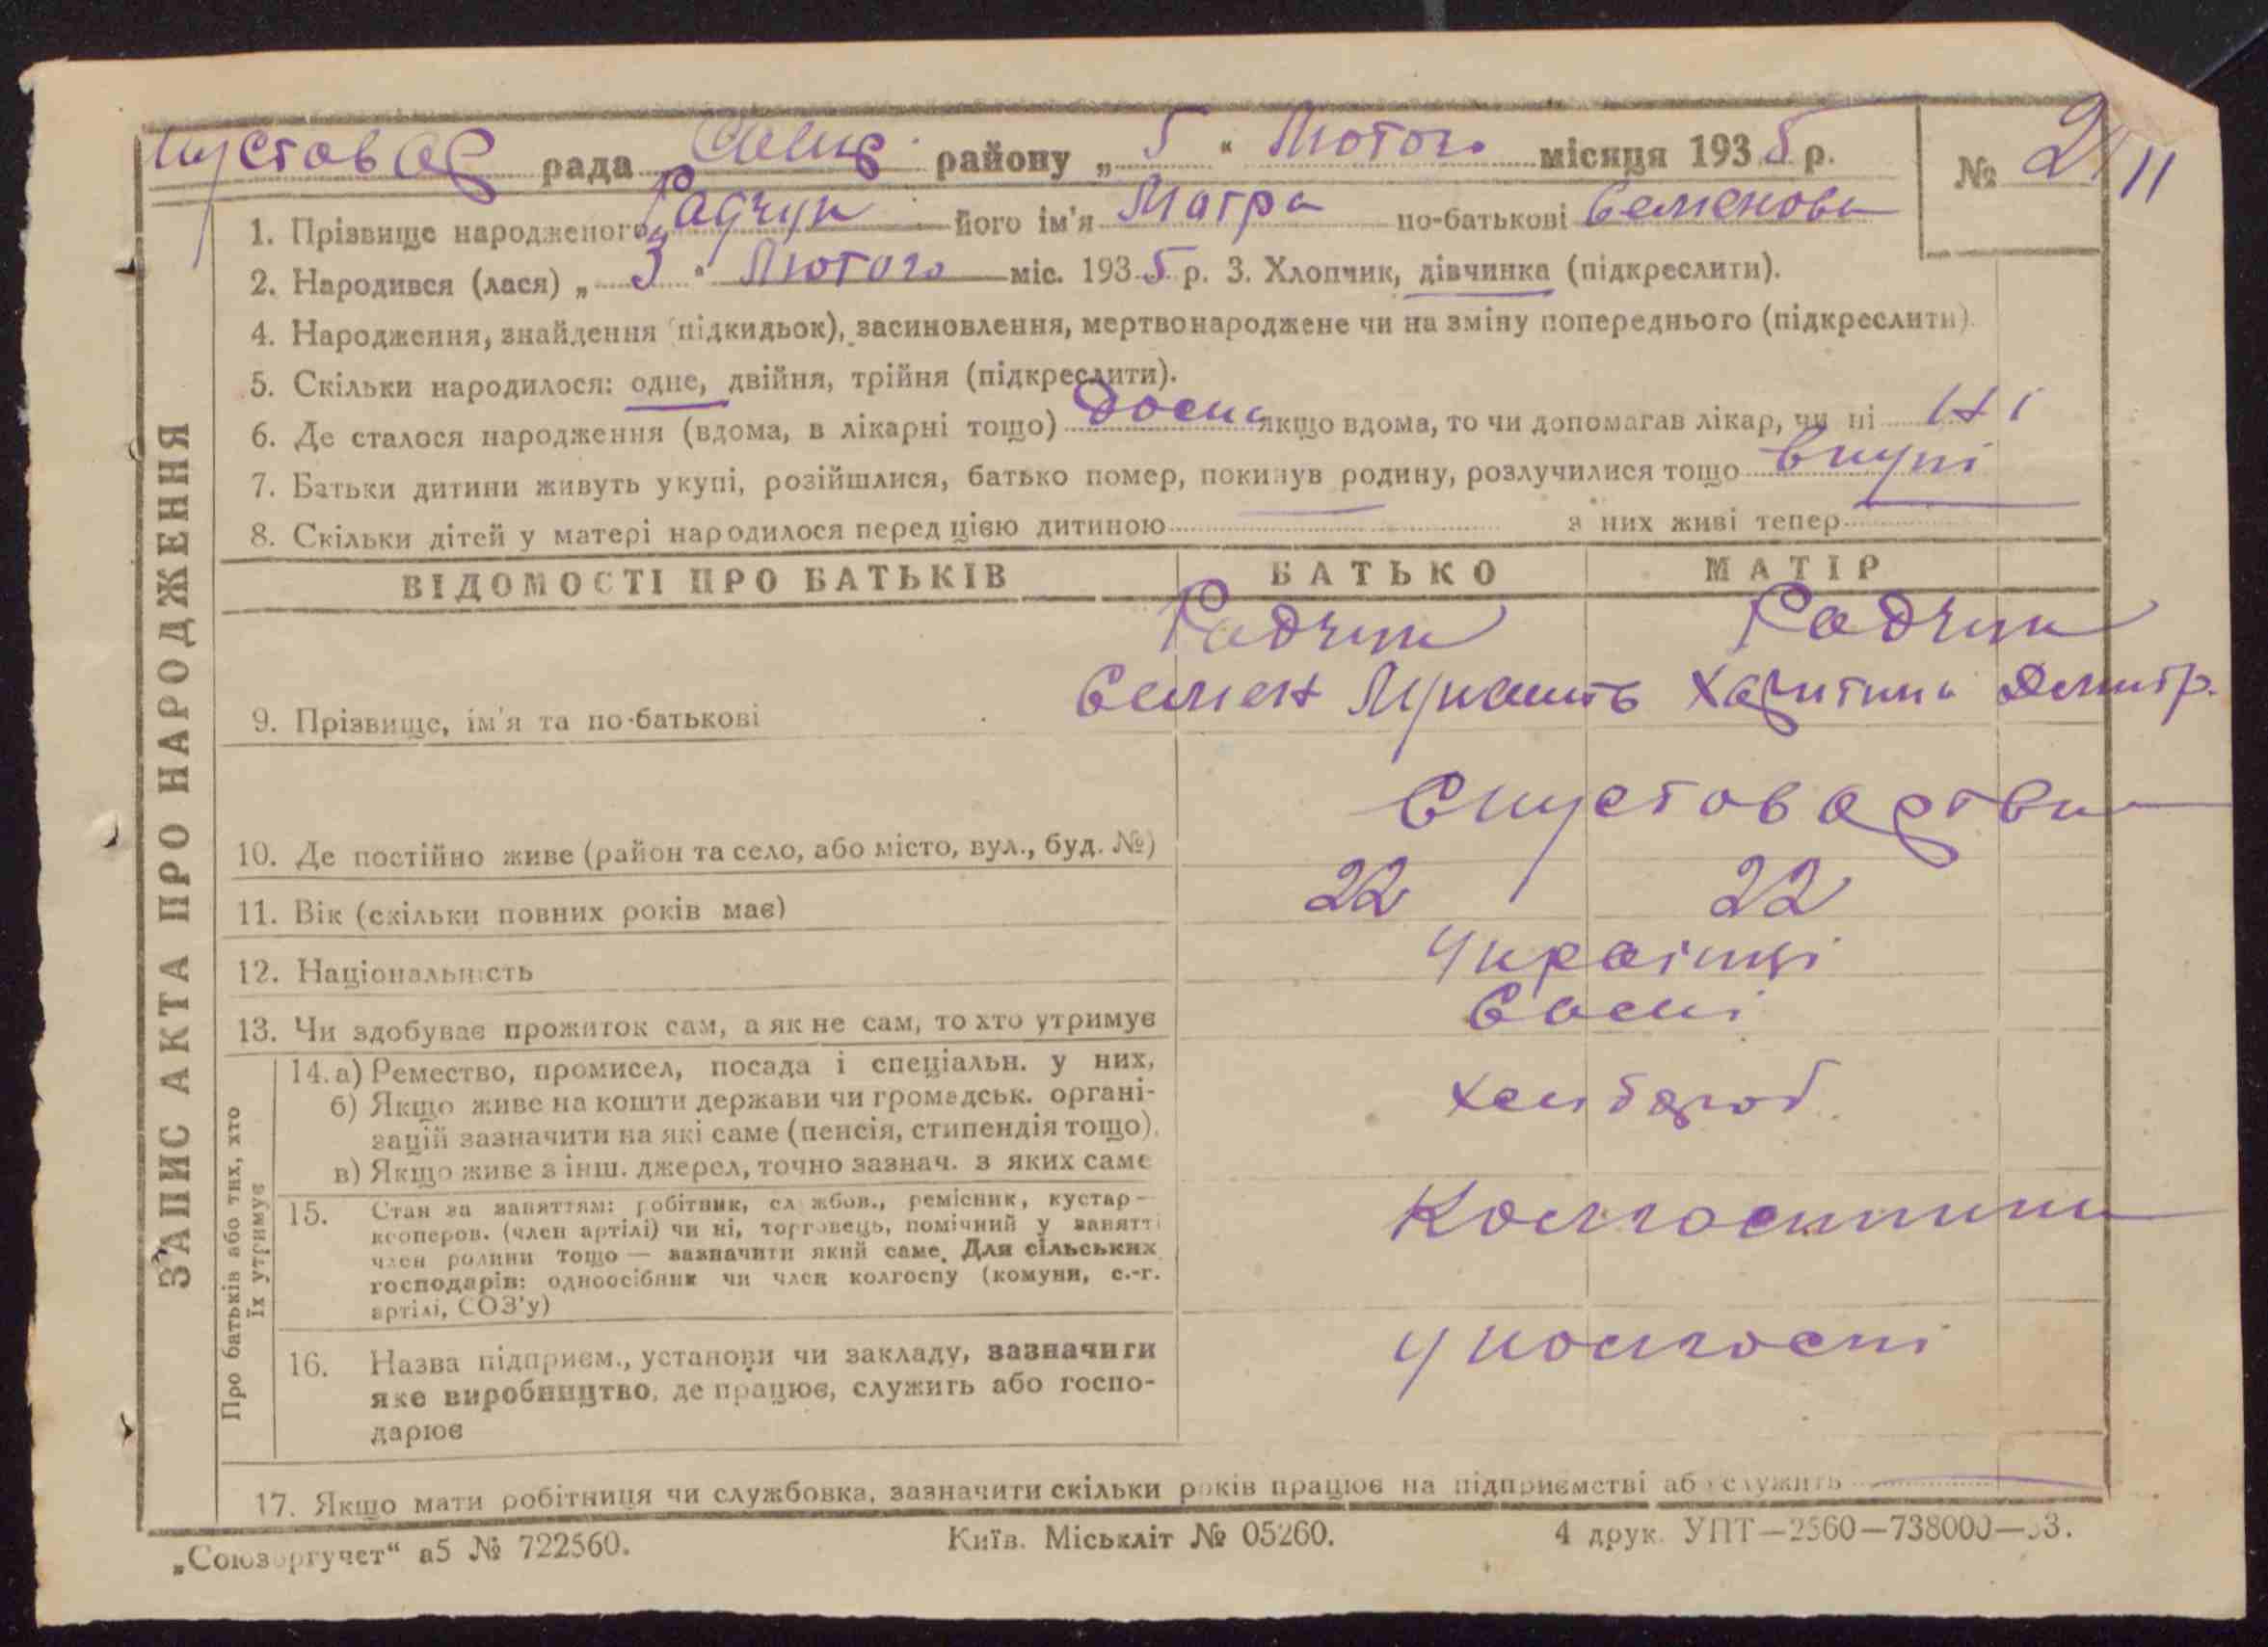 рада району „ 5 “ Лютого місяця 193 5 р. № 2
11
1. Прізвище народженого Радчук його ім'я Мотря по-батькові Семеновн
2. Народився (лася) „ 3 “ Лютого міс. 193 5 р. 3. Хлопчик, дівчинка (підкреслити).
4. Народження, знайдення (підкидьок), засиновлення, мертвонароджене чи на зміну попереднього (підкреслити)
5. Скільки народилося: одне, двійня, трійня (підкреслити).
6. Де сталося народження (вдома, в лікарні тощо) Дома якщо вдома, то чи допомагав лікар, чи ні Ні
7. Батьки дитини живуть укупі, розійшлися, батько помер, покинув родину, розлучилися тощо вкупі
8. Скільки дітей у матері народилося перед цією дитиною з них живі тепер
ЗАПИС АКТА ПРО НАРОДЖЕННЯ
ВІДОМОСТІ ПРО БАТЬКІВ БАТЬКО МАТІР
Радчук Радчук
Семен Харитина Демитр.
9. Прізвище, ім'я та по-батькові
10. Де постійно живе (район та село, або місто, вул., буд. №)
11. Вік (скільки повних років має) 22 22
12. Національність Українці
13. Чи здобуває прожиток сам, а як не сам, то хто утримує Самі
Про батьків або тих, хто
їх утримує
14. а) Ремество, промисел, посада і спеціальн. у них,
б) Якщо живе на кошти держави чи громадськ. органі-
зацій зазначити на які саме (пенсія, стипендія тощо).
в) Якщо живе з інш. джерел, точно зазнач. з яких саме
хлібороб.
15. Стан за заняттям: робітник, службов., ремісник, кустар —
кооперов. (член артілі) чи ні, торговець, помічний у занятті
член родини тощо — зазначити який саме. Для сільських
господарів: одноосібник чи член колгоспу (комуни, с.-г.
артілі, СОЗ'у)
Колгоспники
16. Назва підприєм., установи чи закладу, зазначити
яке виробництво, де працює, служить або госпо-
дарює
у колгоспі
17. Якщо мати робітниця чи службовка, зазначити скільки років працює на підприємстві або служить
„Союзоргучет“ а5 № 722560. Київ. Міськліт № 05260. 4 друк. УПТ—2560—738000—33.